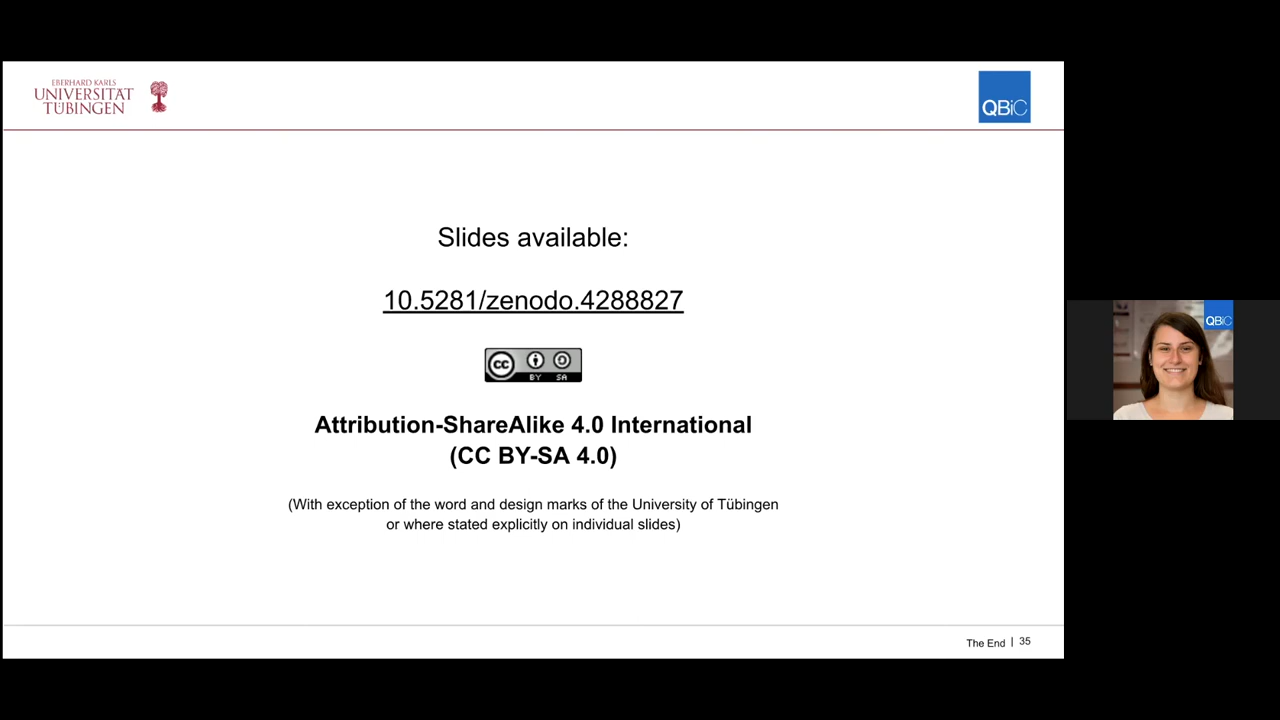 EBERHARD KARLS
UNIVERSITÄT
TÜBINGEN
QBiC
Slides available:
10.5281/zenodo.4288827
cc
BY SA
Attribution-ShareAlike 4.0 International
(CC BY-SA 4.0)
(With exception of the word and design marks of the University of Tübingen
or where stated explicitly on individual slides)
The End | 35
QBiC